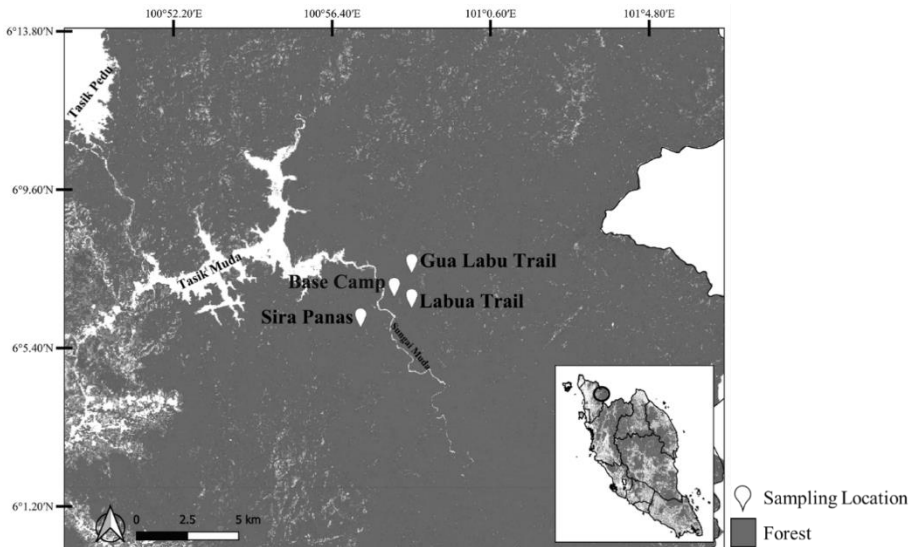 100°52.20'E 100°56.40'E 101°0.60'E 101°4.80'E
6°13.80'N
Tasik Pedu
6°9.60'N
Tasik Muda
Gua Labu Trail
Base Camp
Labua Trail
Sira Panas
Sungai Muda
6°5.40'N
6°1.20'N
0 2.5 5 km
Sampling Location
Forest